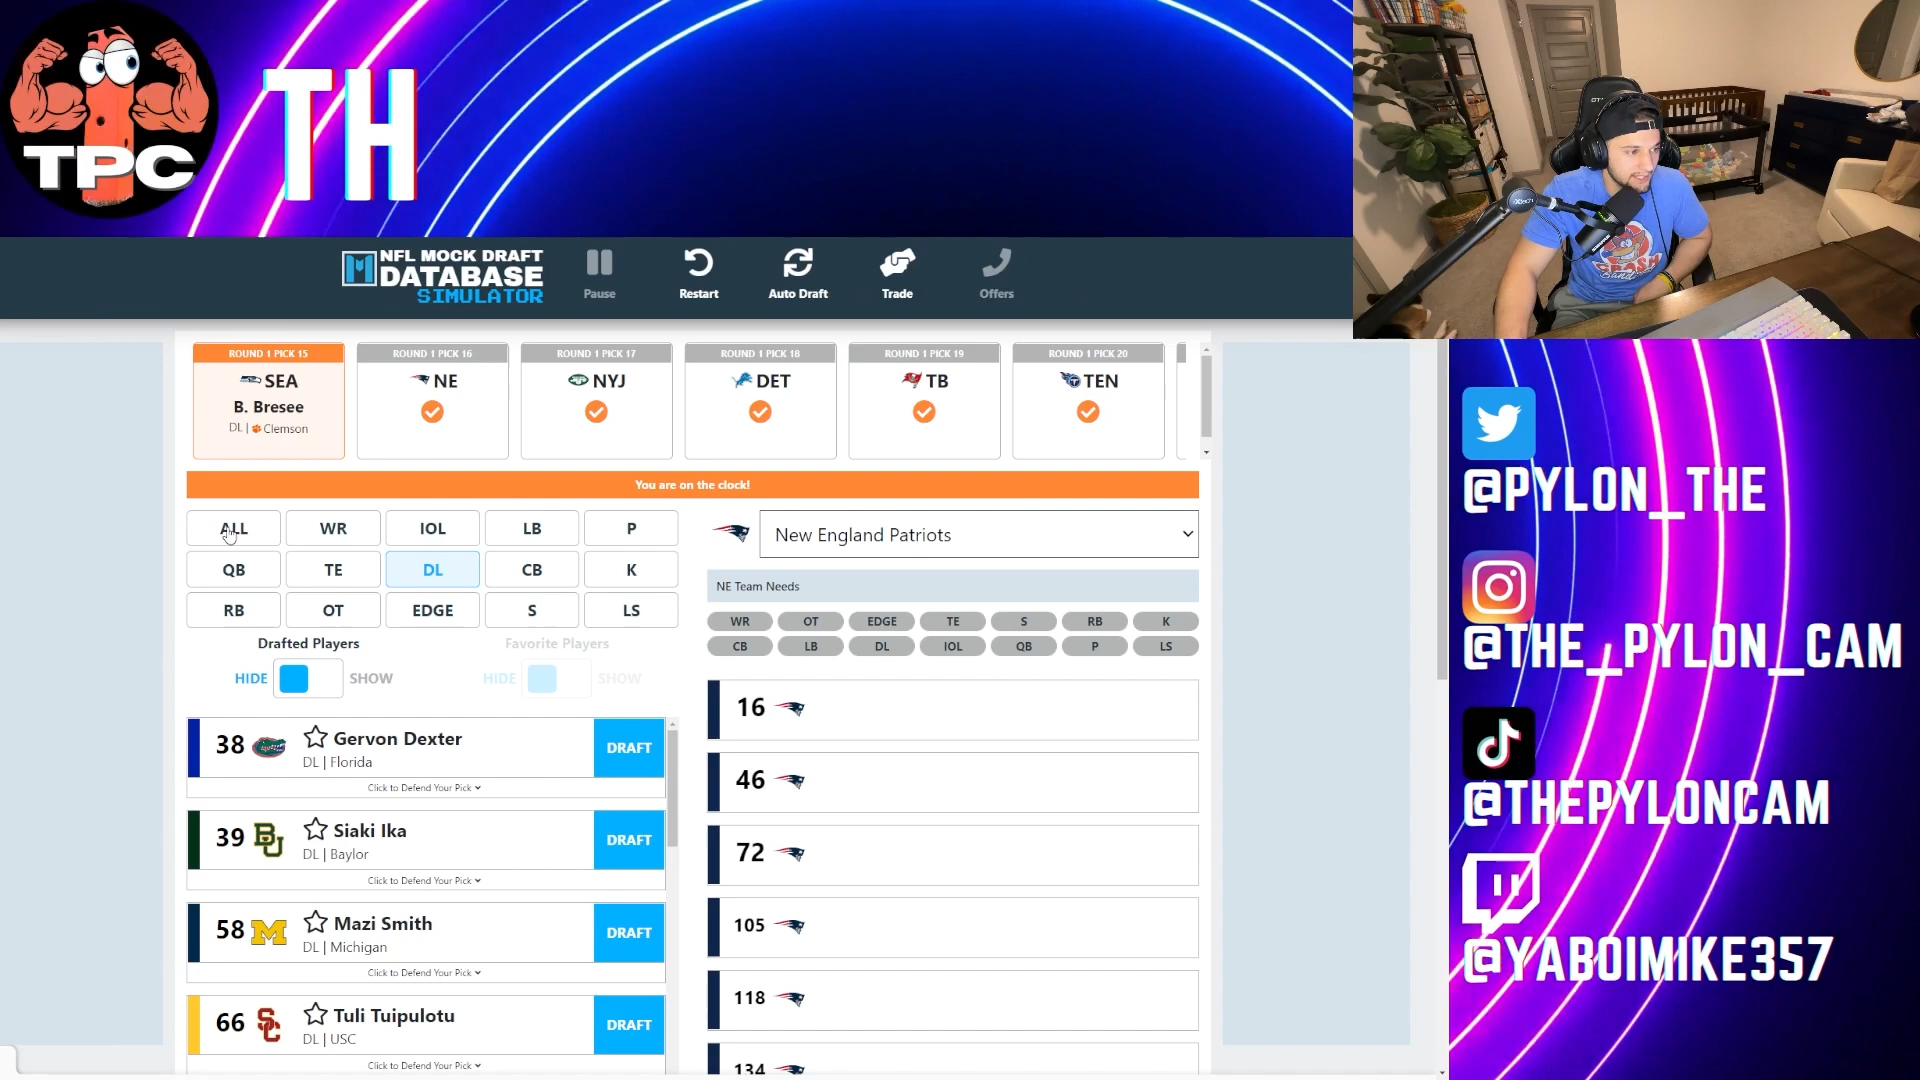 TPC
TH
NFL MOCK DRAFT
DATABASE
SIMULATOR
Pause
Restart
Auto Draft
Trade
Offers
ROUND 1 PICK 15
SEA
B. Bresee
DL | Clemson
ROUND 1 PICK 16
NE
ROUND 1 PICK 17
NYJ
ROUND 1 PICK 18
DET
ROUND 1 PICK 19
TB
ROUND 1 PICK 20
TEN
You are on the clock!
ALL
WR
IOL
LB
P
QB
TE
DL
CB
K
RB
OT
EDGE
S
LS
Drafted Players
HIDE
SHOW
Favorite Players
HIDE
SHOW
38
Gervon Dexter
DL | Florida
DRAFT
Click to Defend Your Pick
39
Siaki Ika
DL | Baylor
DRAFT
Click to Defend Your Pick
58
Mazi Smith
DL | Michigan
DRAFT
Click to Defend Your Pick
66
Tuli Tuipulotu
DL | USC
DRAFT
Click to Defend Your Pick
New England Patriots
NE Team Needs
WR
OT
EDGE
TE
S
RB
K
CB
LB
DL
IOL
QB
P
LS
16
46
72
105
118
134
@PYLON_THE
@THE_PYLON_CAM
@THEPYLONCAM
@YABOIMIKE357